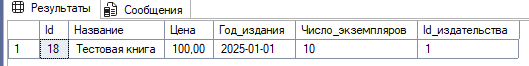 Результаты Сообщения
Id Название Цена Год_издания Число_экземпляров Id_издательства
1 18 Тестовая книга 100,00 2025-01-01 10 1